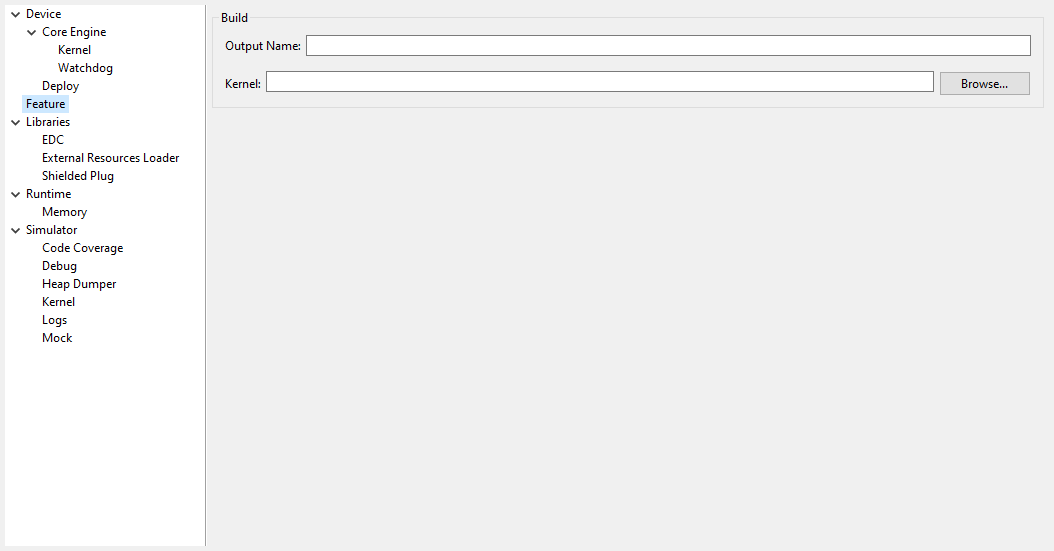 Device
Core Engine
Kernel
Watchdog
Deploy
Feature
Libraries
EDC
External Resources Loader
Shielded Plug
Runtime
Memory
Simulator
Code Coverage
Debug
Heap Dumper
Kernel
Logs
Mock
Build
Output Name:
Kernel:
Browse...